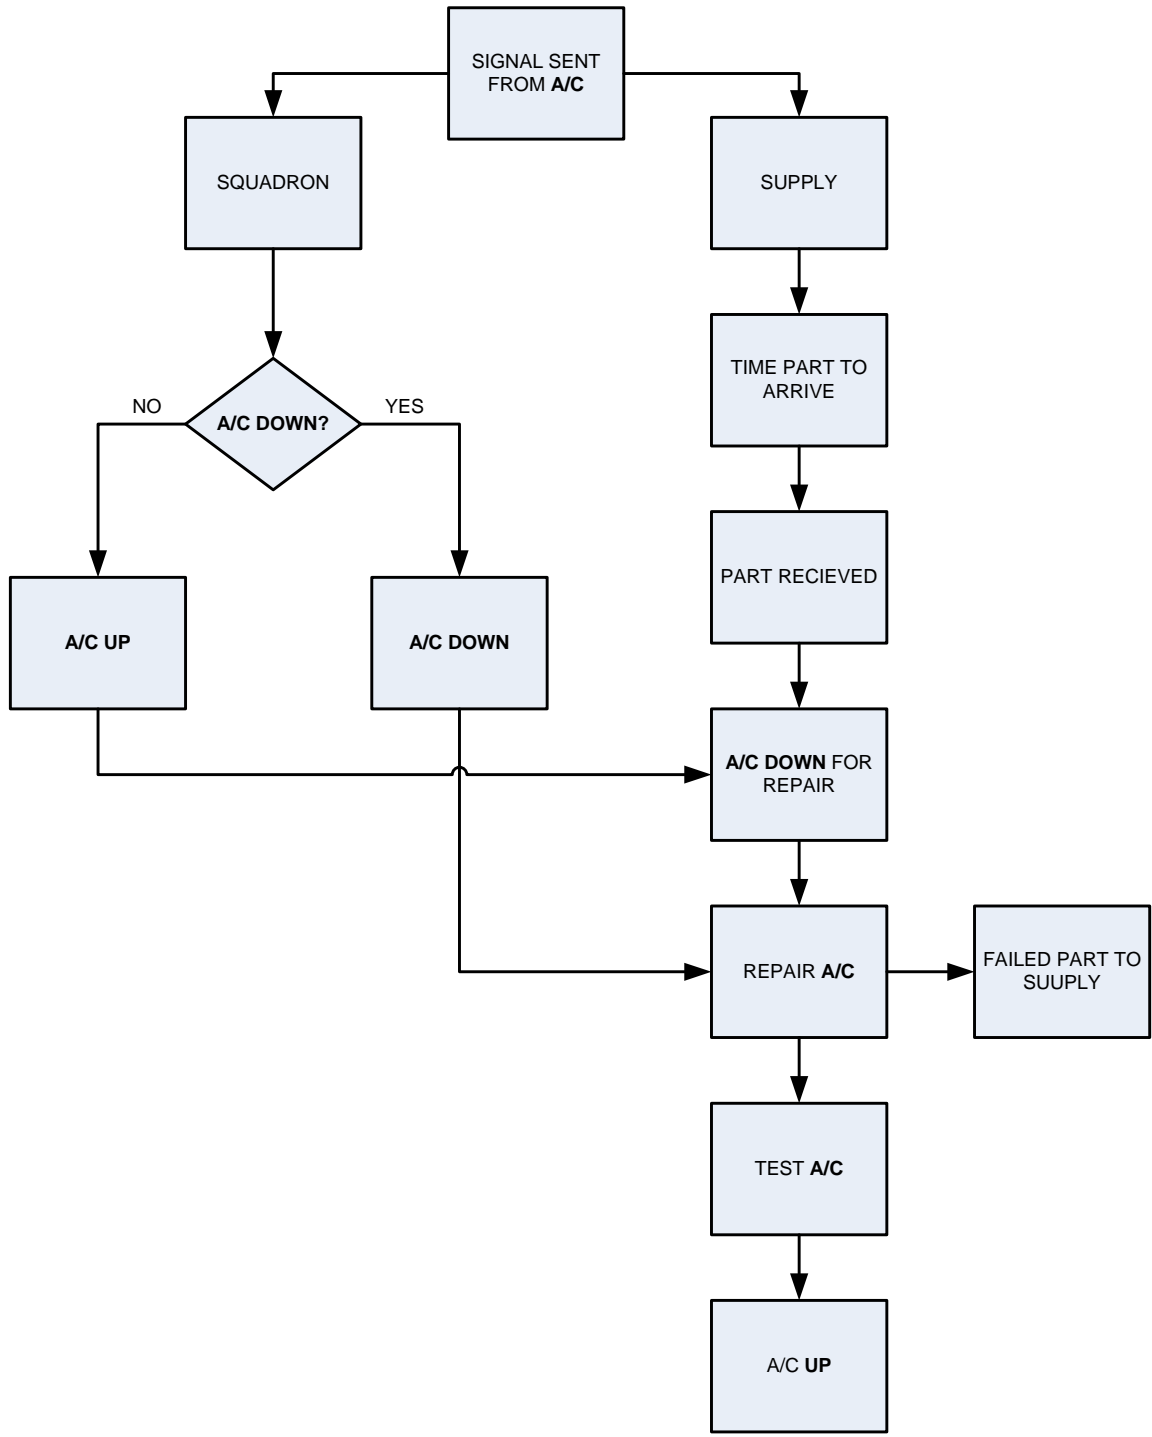 SIGNAL SENT
FROM A/C
SQUADRON
SUPPLY
TIME PART TO
ARRIVE
NO
YES
A/C DOWN?
PART RECIEVED
A/C UP
A/C DOWN
A/C DOWN FOR
REPAIR
REPAIR A/C
FAILED PART TO
SUUPLY
TEST A/C
A/C UP